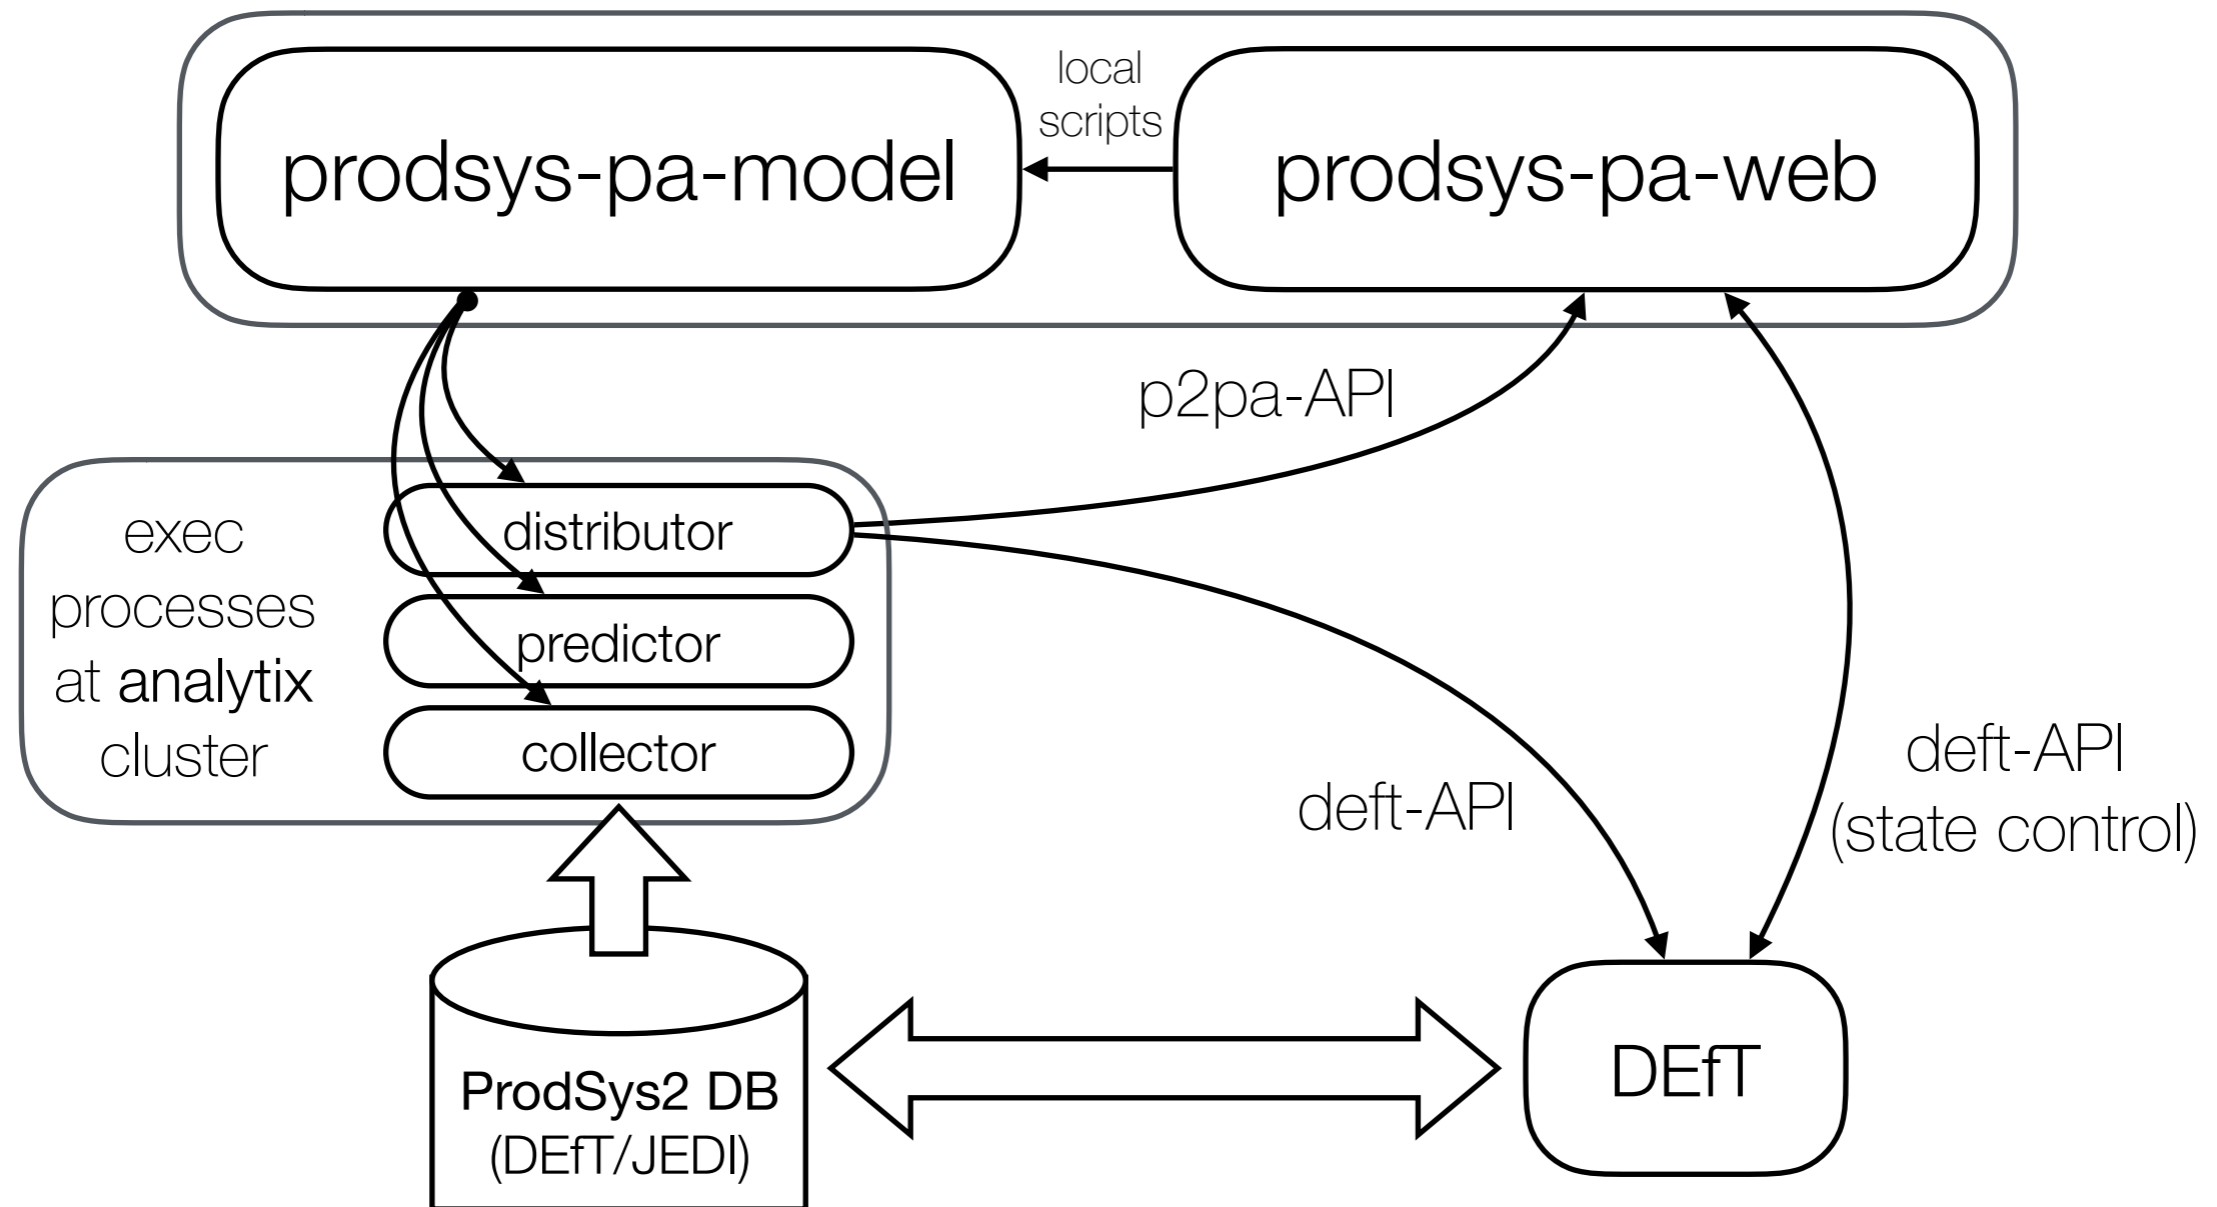 local
scripts
prodsys-pa-model
prodsys-pa-web
p2pa-API
exec
processes
at analytix
cluster
distributor
predictor
collector
deft-API
deft-API
(state control)
ProdSys2 DB
(DEfT/JEDI)
DEfT